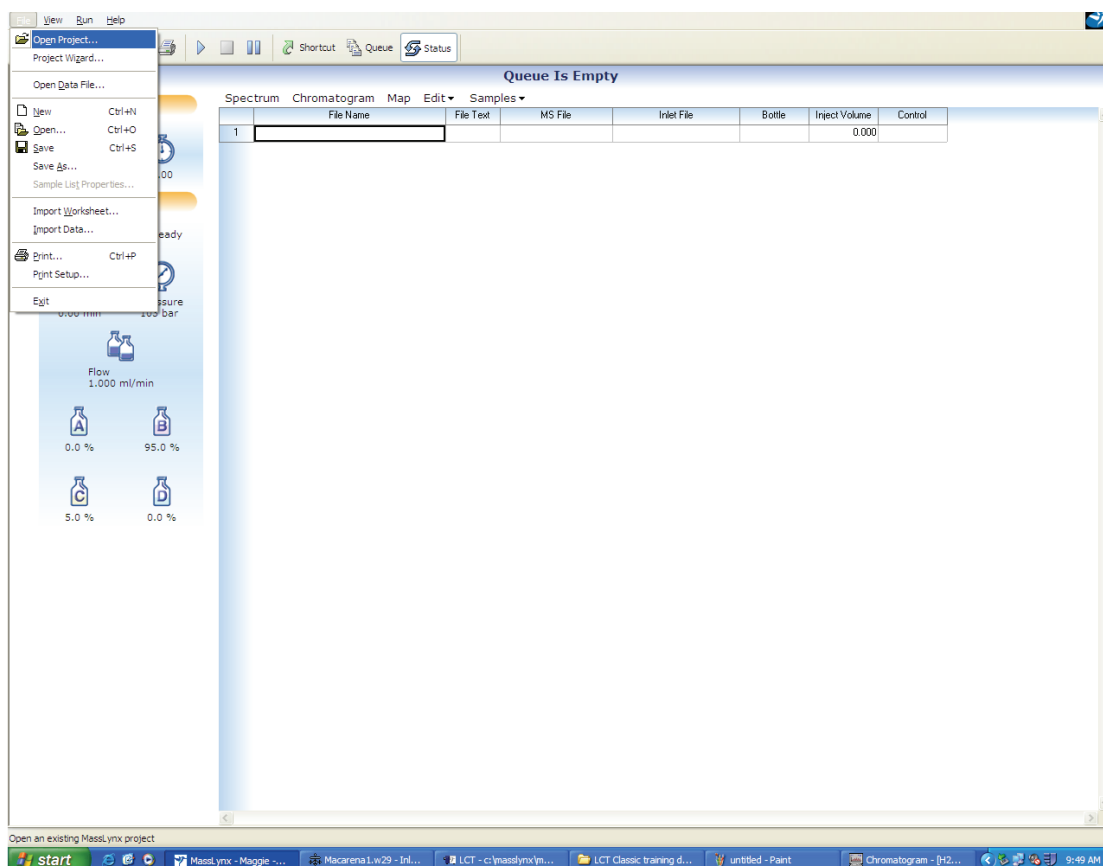 File View Run Help
Open Project...
Project Wizard...
Open Data File...
New Ctrl+N
Open... Ctrl+O
Save Ctrl+S
Save As...
Sample List Properties...
Import Worksheet...
Import Data...
Print... Ctrl+P
Print Setup...
Exit
Shortcut Queue Status
Queue Is Empty
Spectrum Chromatogram Map Edit Samples
File Name File Text MS File Inlet File Bottle Inject Volume Control
1 0.000
.00
eady
ssure
0.00 min 105 bar
Flow
1.000 ml/min
A B
0.0 % 95.0 %
C D
5.0 % 0.0 %
Open an existing MassLynx project
start MassLynx - Maggie -... Macarena1.w29 - Inl... LCT - c:\masslynx\m... LCT Classic training d... untitled - Paint Chromatogram - [H2... 9:49 AM